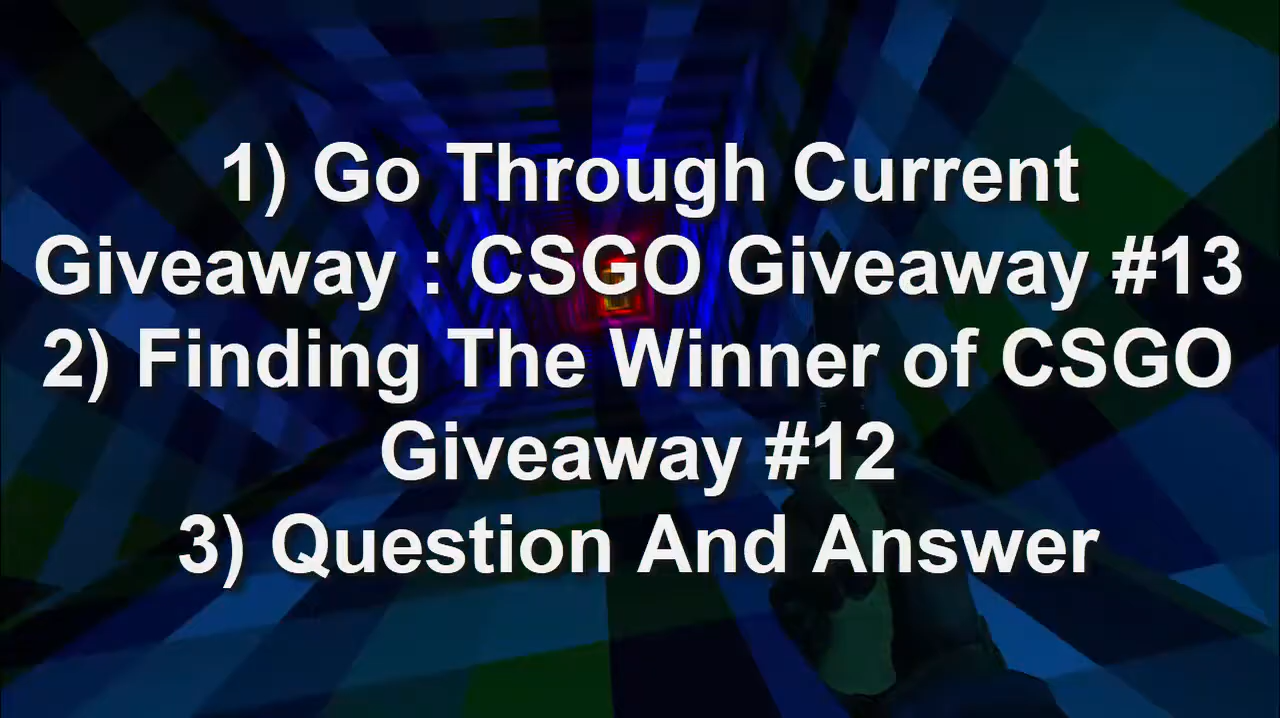 1) Go Through Current
Giveaway : CSGO Giveaway #13
2) Finding The Winner of CSGO
Giveaway #12
3) Question And Answer